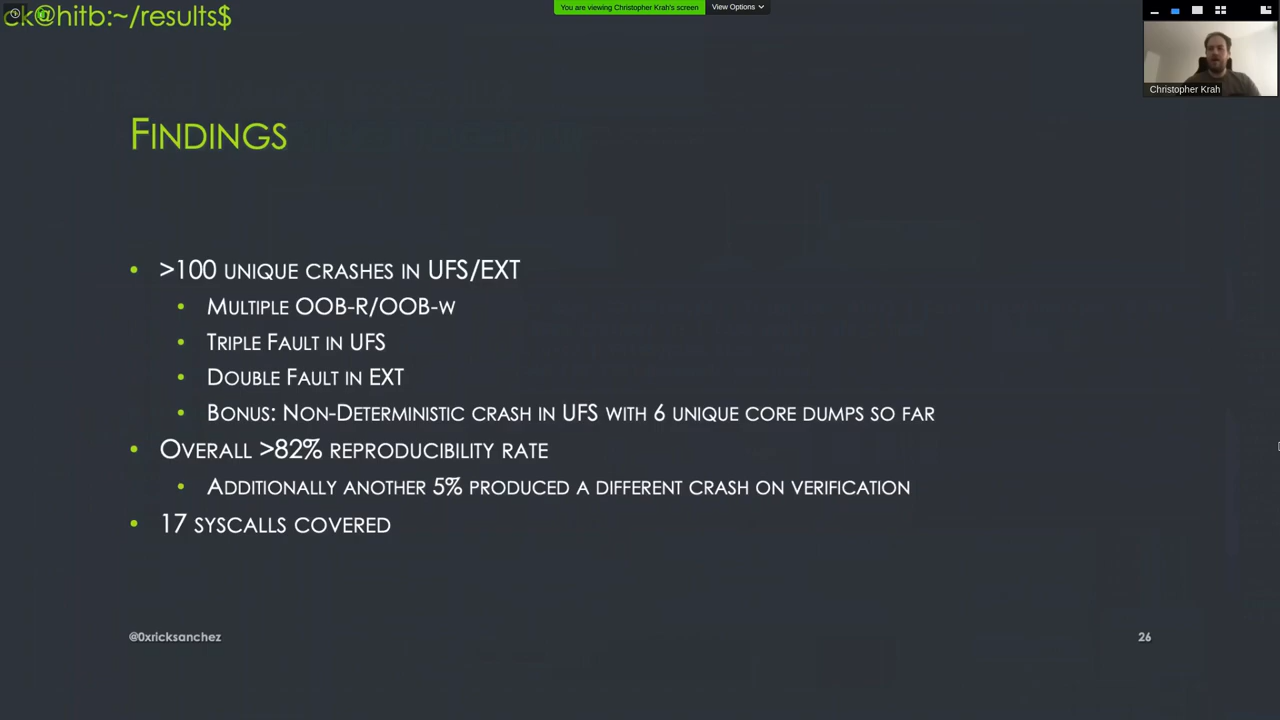 ck@hitb:~/results$
You are viewing Christopher Krah's screen
View Options
Christopher Krah
Findings
• >100 unique crashes in UFS/EXT
• Multiple OOB-R/OOB-w
• Triple Fault in UFS
• Double Fault in EXT
• Bonus: Non-Deterministic crash in UFS with 6 unique core dumps so far
• Overall >82% reproducibility rate
• Additionally another 5% produced a different crash on verification
• 17 syscalls covered
@0xricksanchez
26